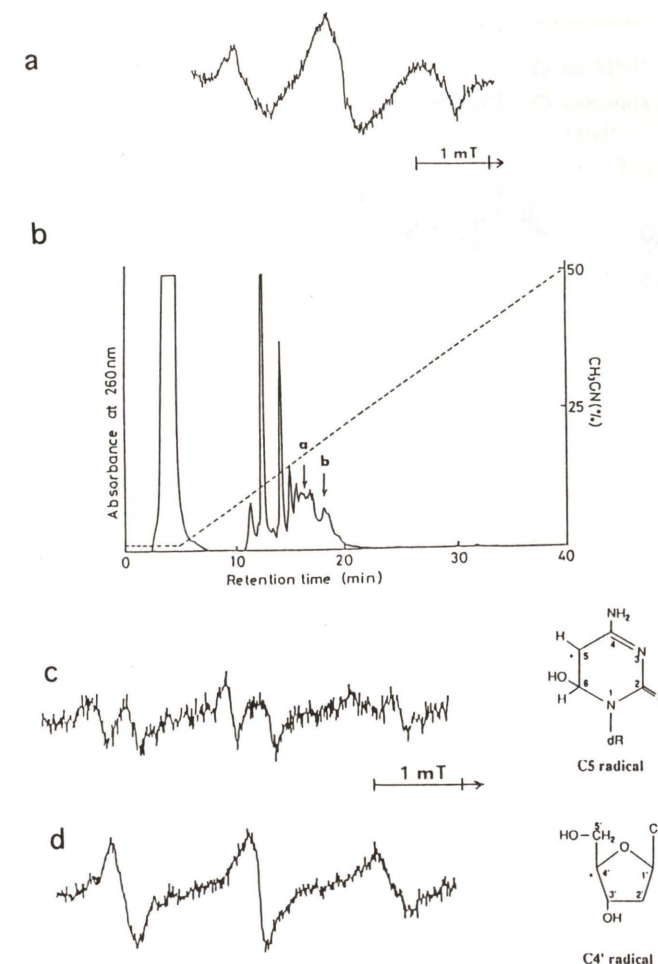 a
1 mT
b
50
25
CH₃CN(%)
Absorbance at 260nm
a
b
0
10
20
30
40
Retention time (min)
c
1 mT
NH₂
H
4
5
N
3
HO
6
2
H
1
N
dR
C5 radical
d
HO-CH₂
5'
O
C
4'
1'
3'
2'
OH
C4' radical